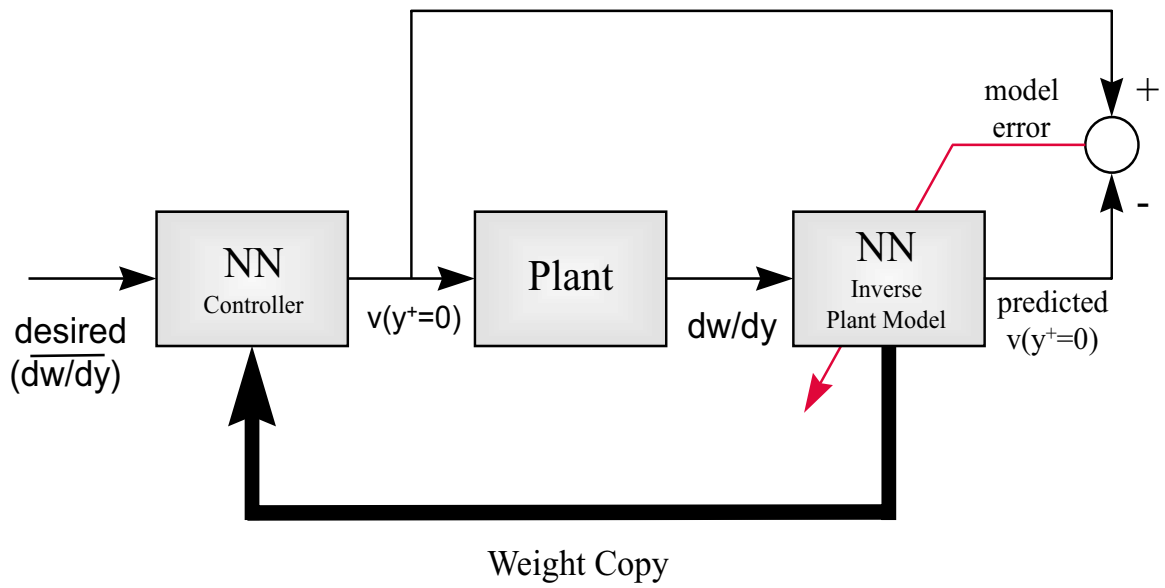 model
error
+
-
NN
Controller
Plant
NN
Inverse
Plant Model
desired
(dw/dy)
v(y⁺=0)
dw/dy
predicted
v(y⁺=0)
Weight Copy